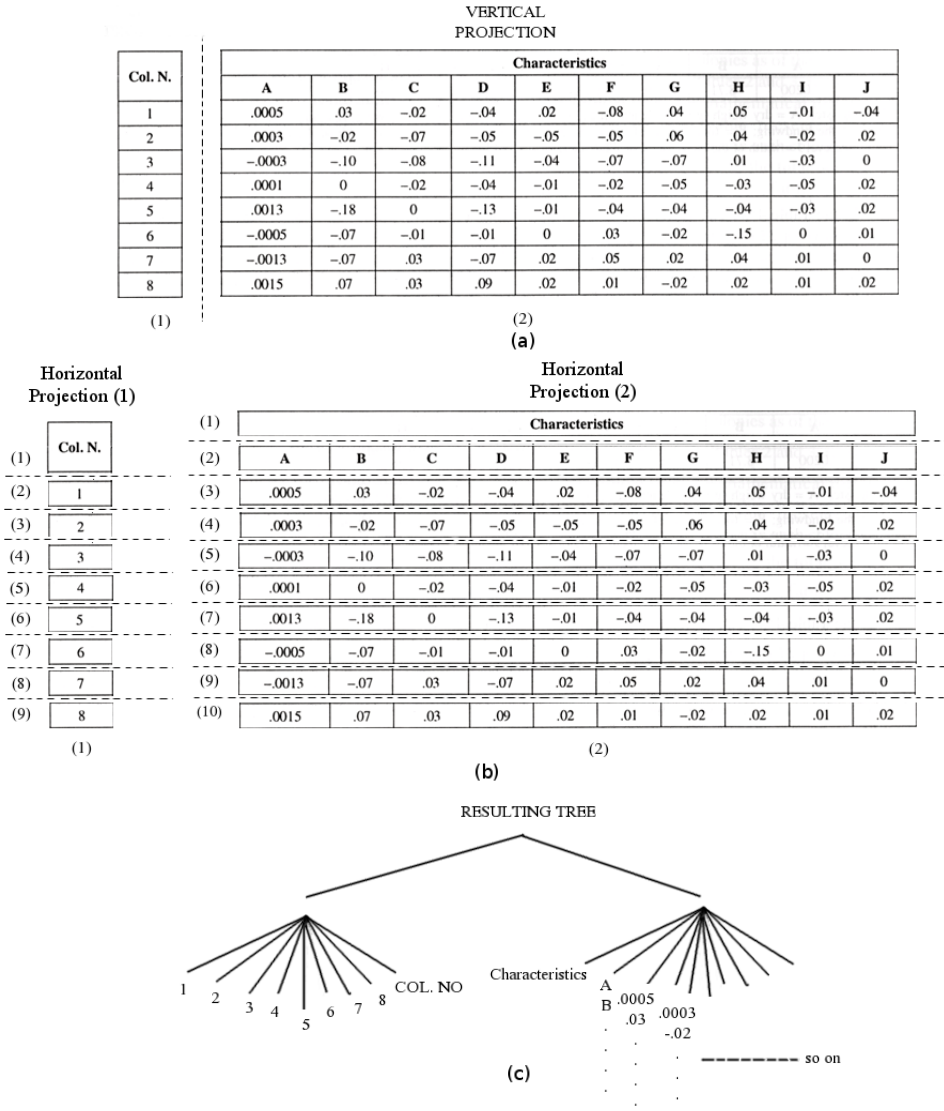 VERTICAL
PROJECTION
Col. N.
Characteristics
A B C D E F G H I J
1 .0005 .03 −.02 −.04 .02 −.08 .04 .05 −.01 −.04
2 .0003 −.02 −.07 −.05 −.05 −.05 .06 .04 −.02 .02
3 −.0003 −.10 −.08 −.11 −.04 −.07 −.07 .01 −.03 0
4 .0001 0 −.02 −.04 −.01 −.02 −.05 −.03 −.05 .02
5 .0013 −.18 0 −.13 −.01 −.04 −.04 −.04 −.03 .02
6 −.0005 −.07 −.01 −.01 0 .03 −.02 −.15 0 .01
7 −.0013 −.07 .03 −.07 .02 .05 .02 .04 .01 0
8 .0015 .07 .03 .09 .02 .01 −.02 .02 .01 .02
(1) (2)
(a)
Horizontal
Projection (1)
Horizontal
Projection (2)
(1) Characteristics
(1) Col. N. (2) A B C D E F G H I J
(2) 1 (3) .0005 .03 −.02 −.04 .02 −.08 .04 .05 −.01 −.04
(3) 2 (4) .0003 −.02 −.07 −.05 −.05 −.05 .06 .04 −.02 .02
(4) 3 (5) −.0003 −.10 −.08 −.11 −.04 −.07 −.07 .01 −.03 0
(5) 4 (6) .0001 0 −.02 −.04 −.01 −.02 −.05 −.03 −.05 .02
(6) 5 (7) .0013 −.18 0 −.13 −.01 −.04 −.04 −.04 −.03 .02
(7) 6 (8) −.0005 −.07 −.01 −.01 0 .03 −.02 −.15 0 .01
(8) 7 (9) −.0013 −.07 .03 −.07 .02 .05 .02 .04 .01 0
(9) 8 (10) .0015 .07 .03 .09 .02 .01 −.02 .02 .01 .02
(1) (2)
(b)
RESULTING TREE
1 2 3 4 5 6 7 8 COL. NO
Characteristics
A .0005 .0003
B .03 -.02
so on
(c)